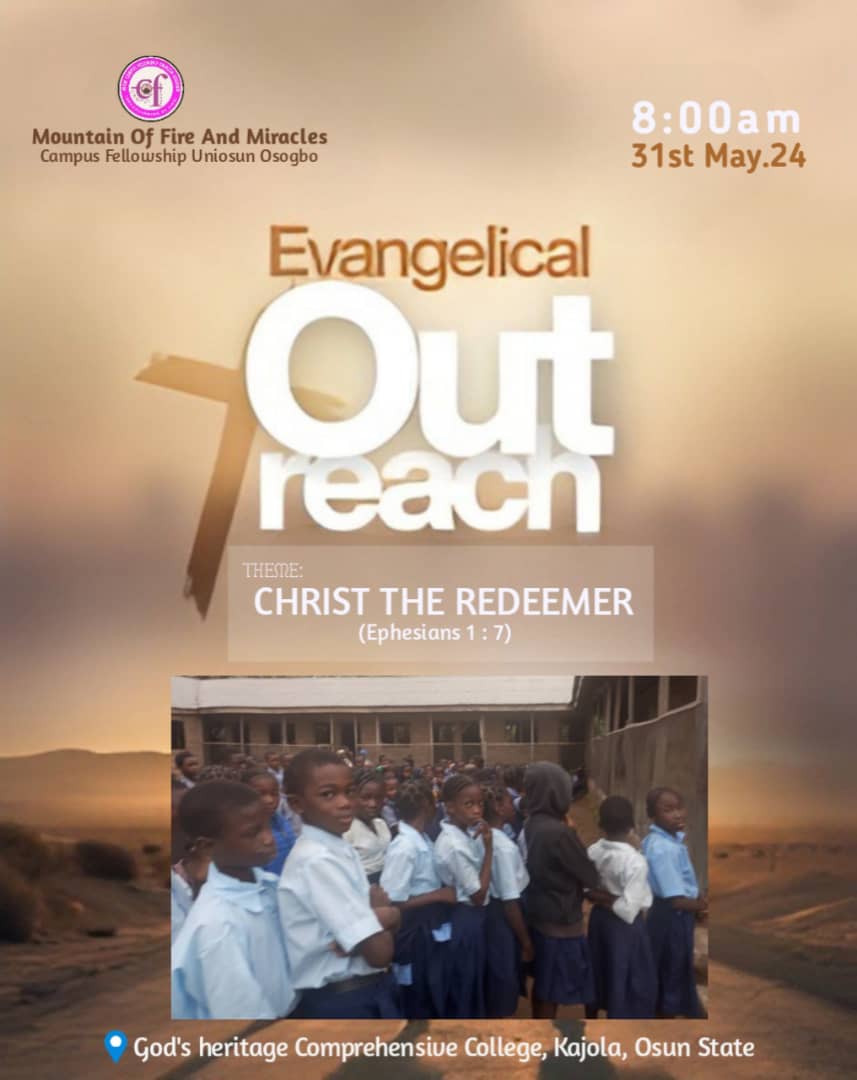 cf
Mountain Of Fire And Miracles
Campus Fellowship Uniosun Osogbo
8:00am
31st May.24
Evangelical
Out
reach
THEME:
CHRIST THE REDEEMER
(Ephesians 1 : 7)
God's heritage Comprehensive College, Kajola, Osun State